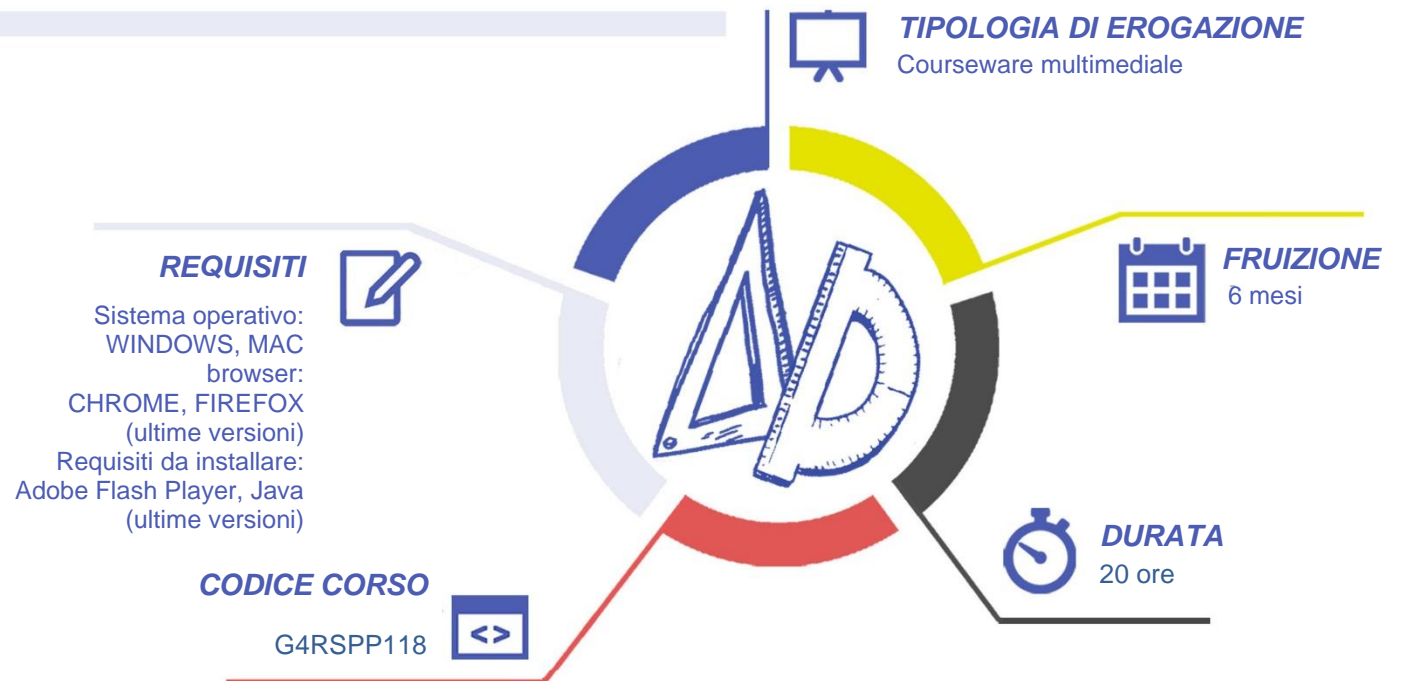 TIPOLOGIA DI EROGAZIONE
Courseware multimediale
FRUIZIONE
6 mesi
REQUISITI
Sistema operativo:
WINDOWS, MAC
browser:
CHROME, FIREFOX
(ultime versioni)
Requisiti da installare:
Adobe Flash Player, Java
(ultime versioni)
DURATA
20 ore
CODICE CORSO
G4RSPP118